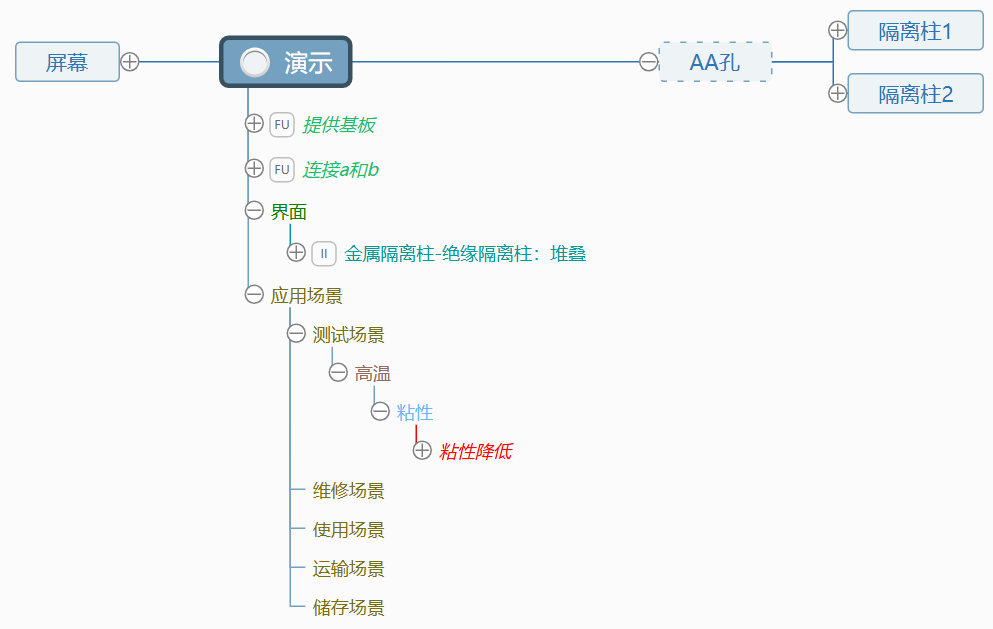 屏幕
演示
AA孔
隔离柱1
隔离柱2
FU 提供基板
FU 连接a和b
界面
II 金属隔离柱-绝缘隔离柱：堆叠
应用场景
测试场景
高温
粘性
粘性降低
维修场景
使用场景
运输场景
储存场景